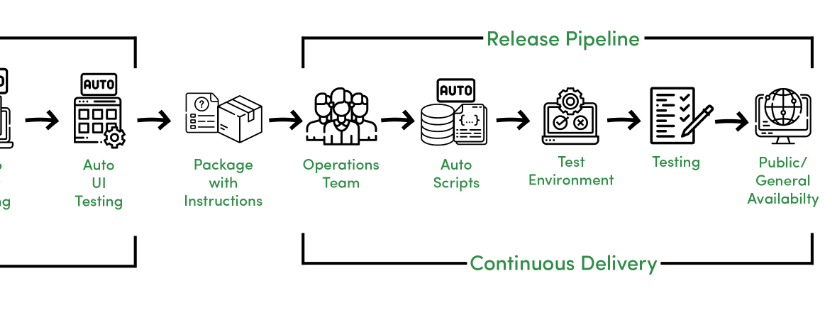 Release Pipeline
AUTO
AUTO
Auto
UI
Testing
Package
with
Instructions
Operations
Team
Auto
Scripts
Test
Environment
Testing
Public/
General
Availabilty
Continuous Delivery